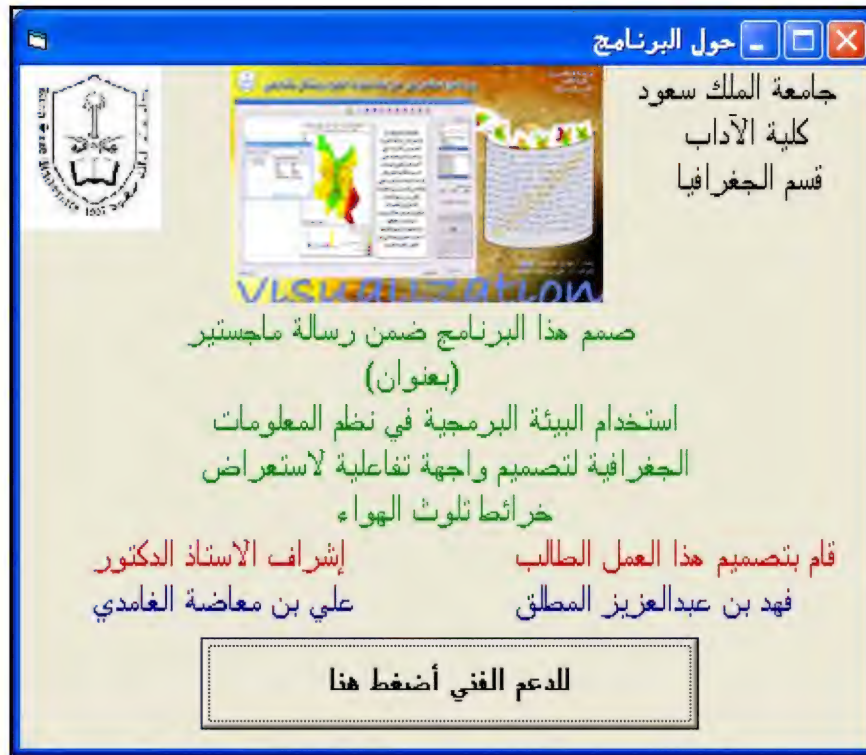 حول البرنامج
جامعة الملك سعود
كلية الآداب
قسم الجغرافيا
Visualization
صمم هذا البرنامج ضمن رسالة ماجستير
(بعنوان)
استخدام البيئة البرمجية في نظم المعلومات
الجغرافية لتصميم واجهة تفاعلية لاستعراض
خرائط تلوث الهواء
قام بتصميم هذا العمل الطالب
فهد بن عبدالعزيز المطلق
إشراف الاستاذ الدكتور
علي بن معاضة الغامدي
للدعم الفني أضغط هنا